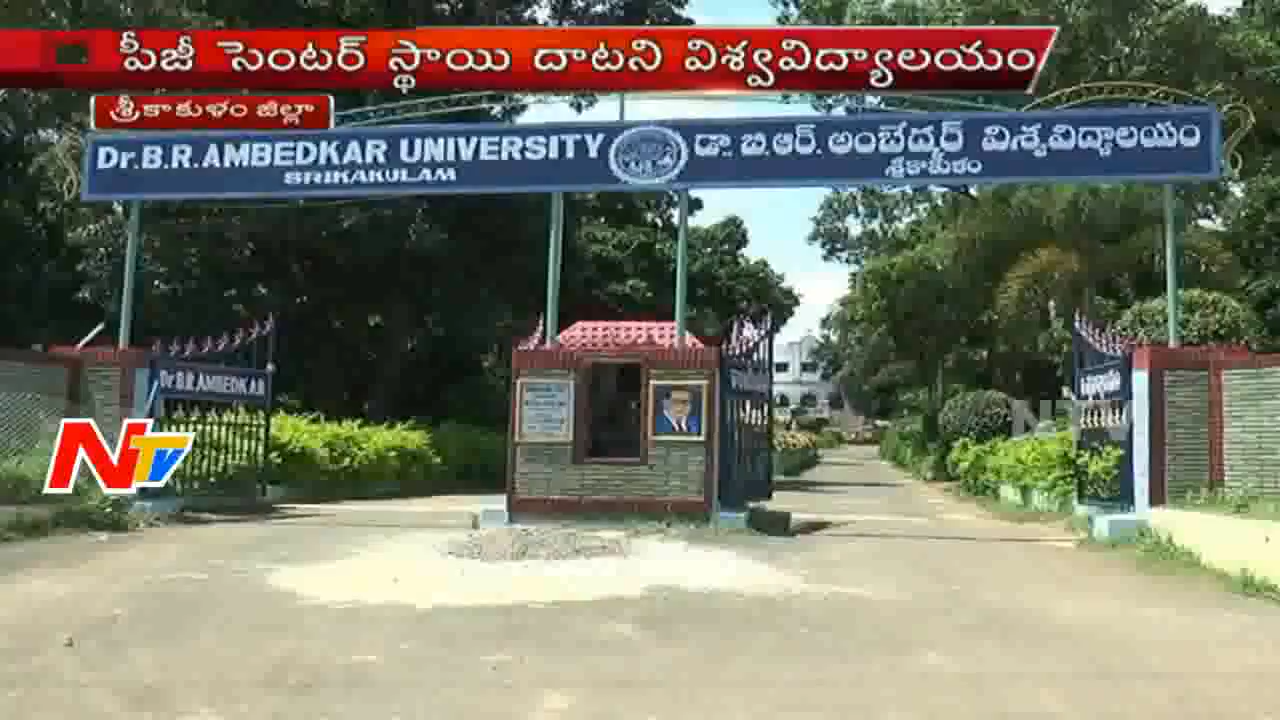 పీజీ సెంటర్ స్థాయి దాటని విశ్వవిద్యాలయం
శ్రీకాకుళం జిల్లా
Dr.B.R.AMBEDKAR UNIVERSITY
SRIKAKULAM
డా. బి.ఆర్. అంబేద్కర్ విశ్వవిద్యాలయం
శ్రీకాకుళం
Dr.B.R.AMBEDKAR
NTV